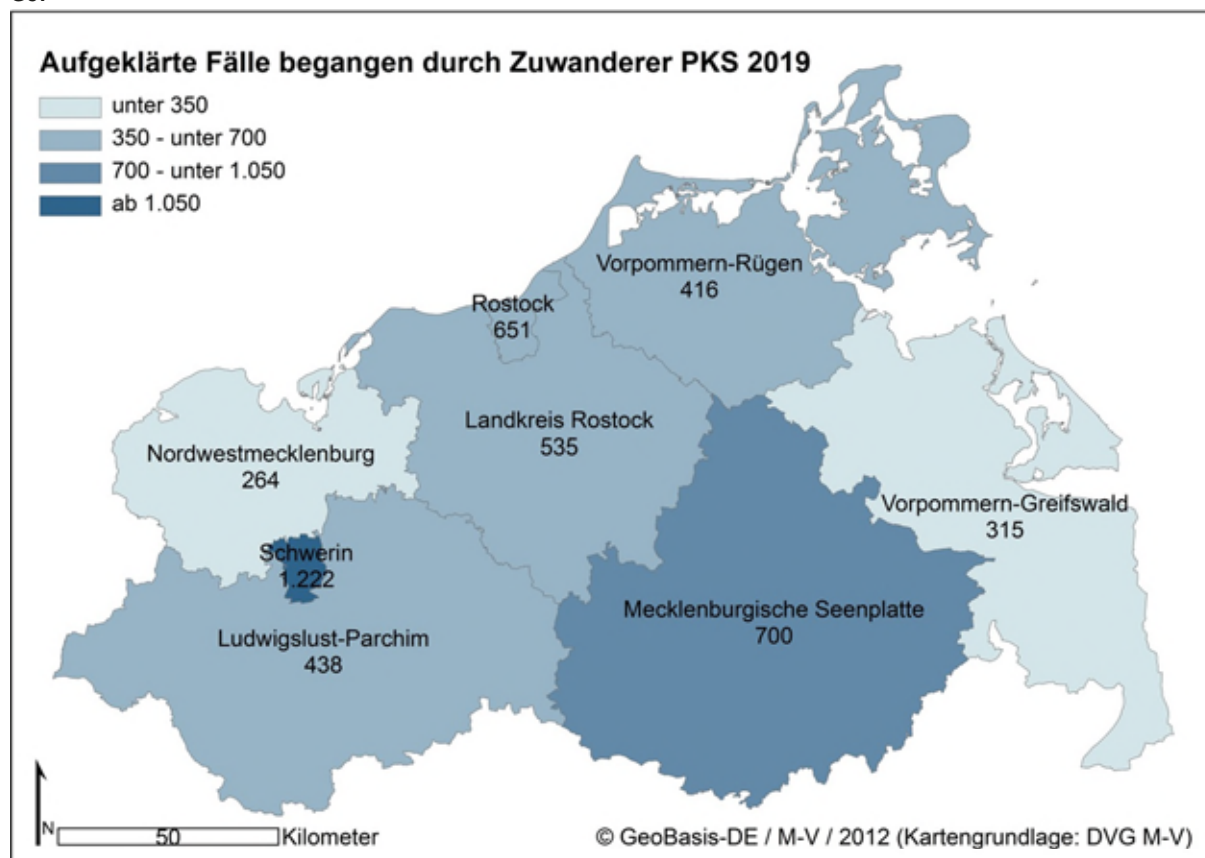 Aufgeklärte Fälle begangen durch Zuwanderer PKS 2019
unter 350
350 - unter 700
700 - unter 1.050
ab 1.050
Vorpommern-Rügen
416
Rostock
651
Landkreis Rostock
535
Nordwestmecklenburg
264
Vorpommern-Greifswald
315
Schwerin
1.222
Mecklenburgische Seenplatte
700
Ludwigslust-Parchim
438
N
50 Kilometer
© GeoBasis-DE / M-V / 2012 (Kartengrundlage: DVG M-V)